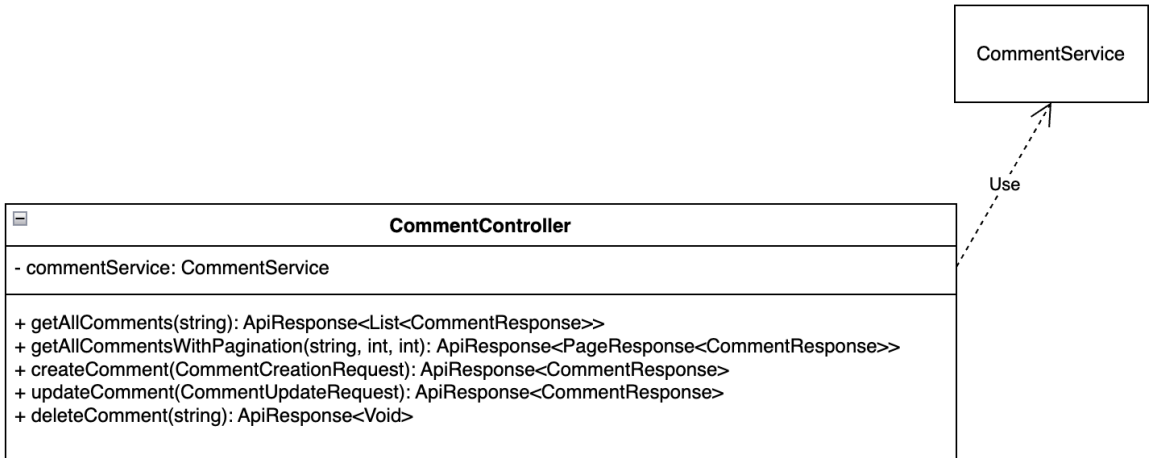 CommentService
Use
CommentController
- commentService: CommentService
+ getAllComments(string): ApiResponse<List<CommentResponse>>
+ getAllCommentsWithPagination(string, int, int): ApiResponse<PageResponse<CommentResponse>>
+ createComment(CommentCreationRequest): ApiResponse<CommentResponse>
+ updateComment(CommentUpdateRequest): ApiResponse<CommentResponse>
+ deleteComment(string): ApiResponse<Void>